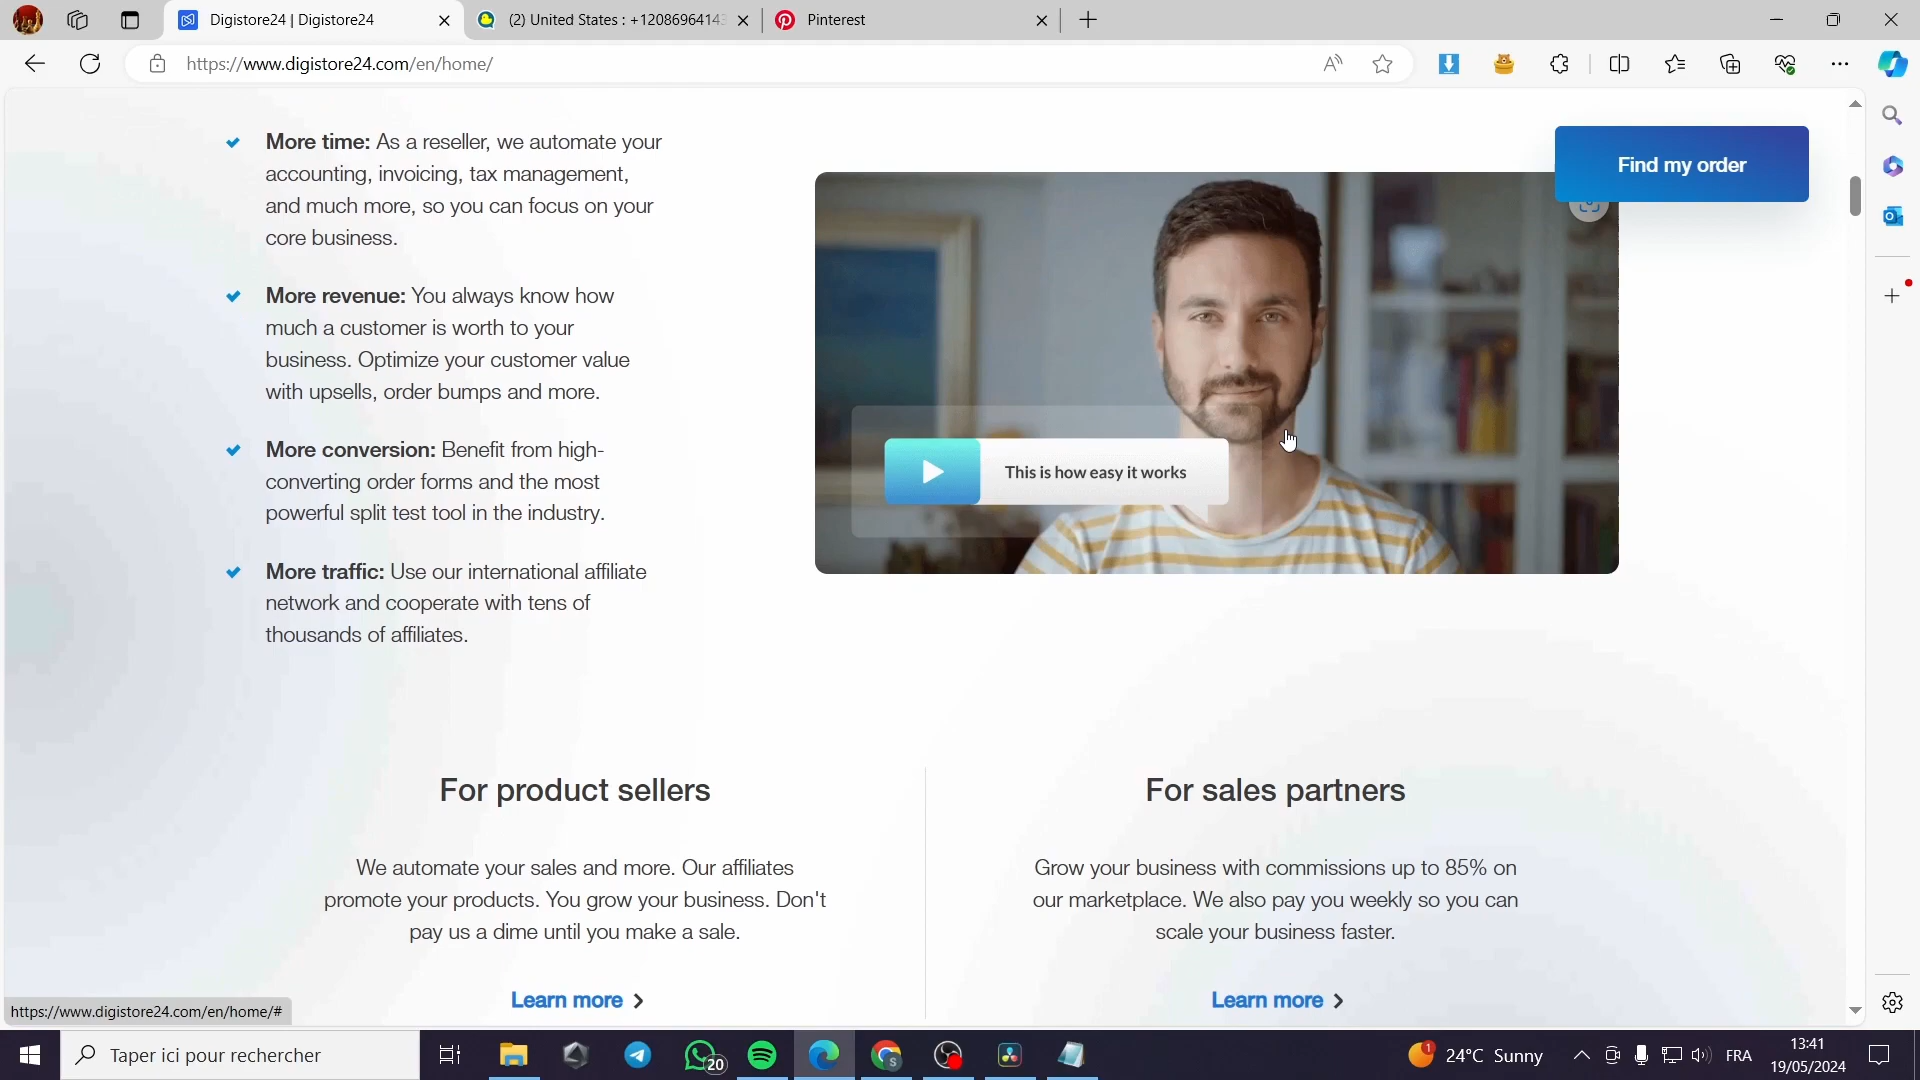 Digistore24 | Digistore24
(2) United States : +1208696414
Pinterest
https://www.digistore24.com/en/home/
More time: As a reseller, we automate your
accounting, invoicing, tax management,
and much more, so you can focus on your
core business.
Find my order
More revenue: You always know how
much a customer is worth to your
business. Optimize your customer value
with upsells, order bumps and more.
More conversion: Benefit from high-
converting order forms and the most
powerful split test tool in the industry.
This is how easy it works
More traffic: Use our international affiliate
network and cooperate with tens of
thousands of affiliates.
For product sellers
We automate your sales and more. Our affiliates
promote your products. You grow your business. Don't
pay us a dime until you make a sale.
Learn more
For sales partners
Grow your business with commissions up to 85% on
our marketplace. We also pay you weekly so you can
scale your business faster.
Learn more
https://www.digistore24.com/en/home/#
Taper ici pour rechercher
20
1
24°C Sunny
FRA
13:41
19/05/2024